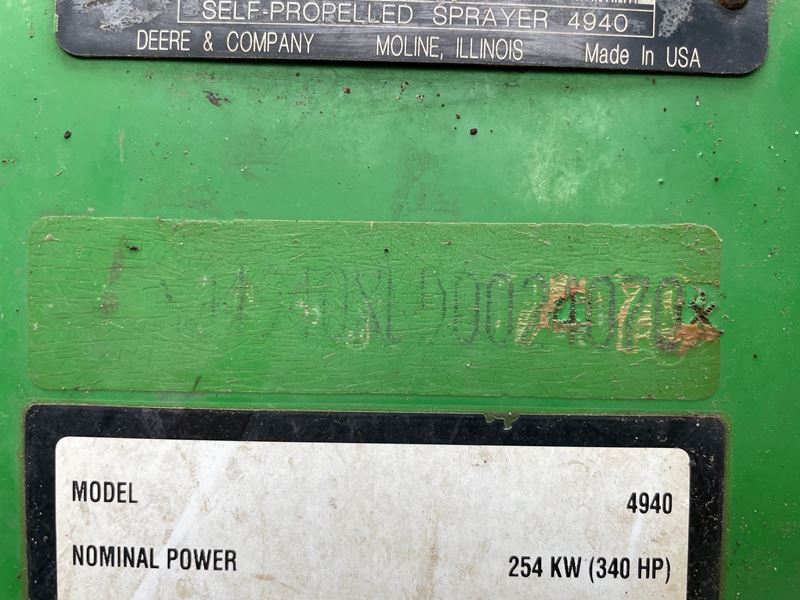 SELF-PROPELLED SPRAYER 4940
DEERE & COMPANY MOLINE, ILLINOIS Made In USA
MODEL 4940
NOMINAL POWER 254 KW (340 HP)